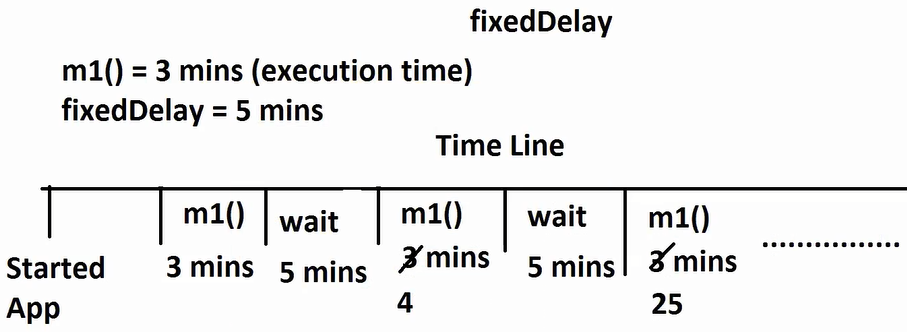 fixedDelay
m1() = 3 mins (execution time)
fixedDelay = 5 mins
Time Line
m1() wait m1() wait m1()
Started App
3 mins 5 mins 3 mins 5 mins 3 mins
4 25
..................